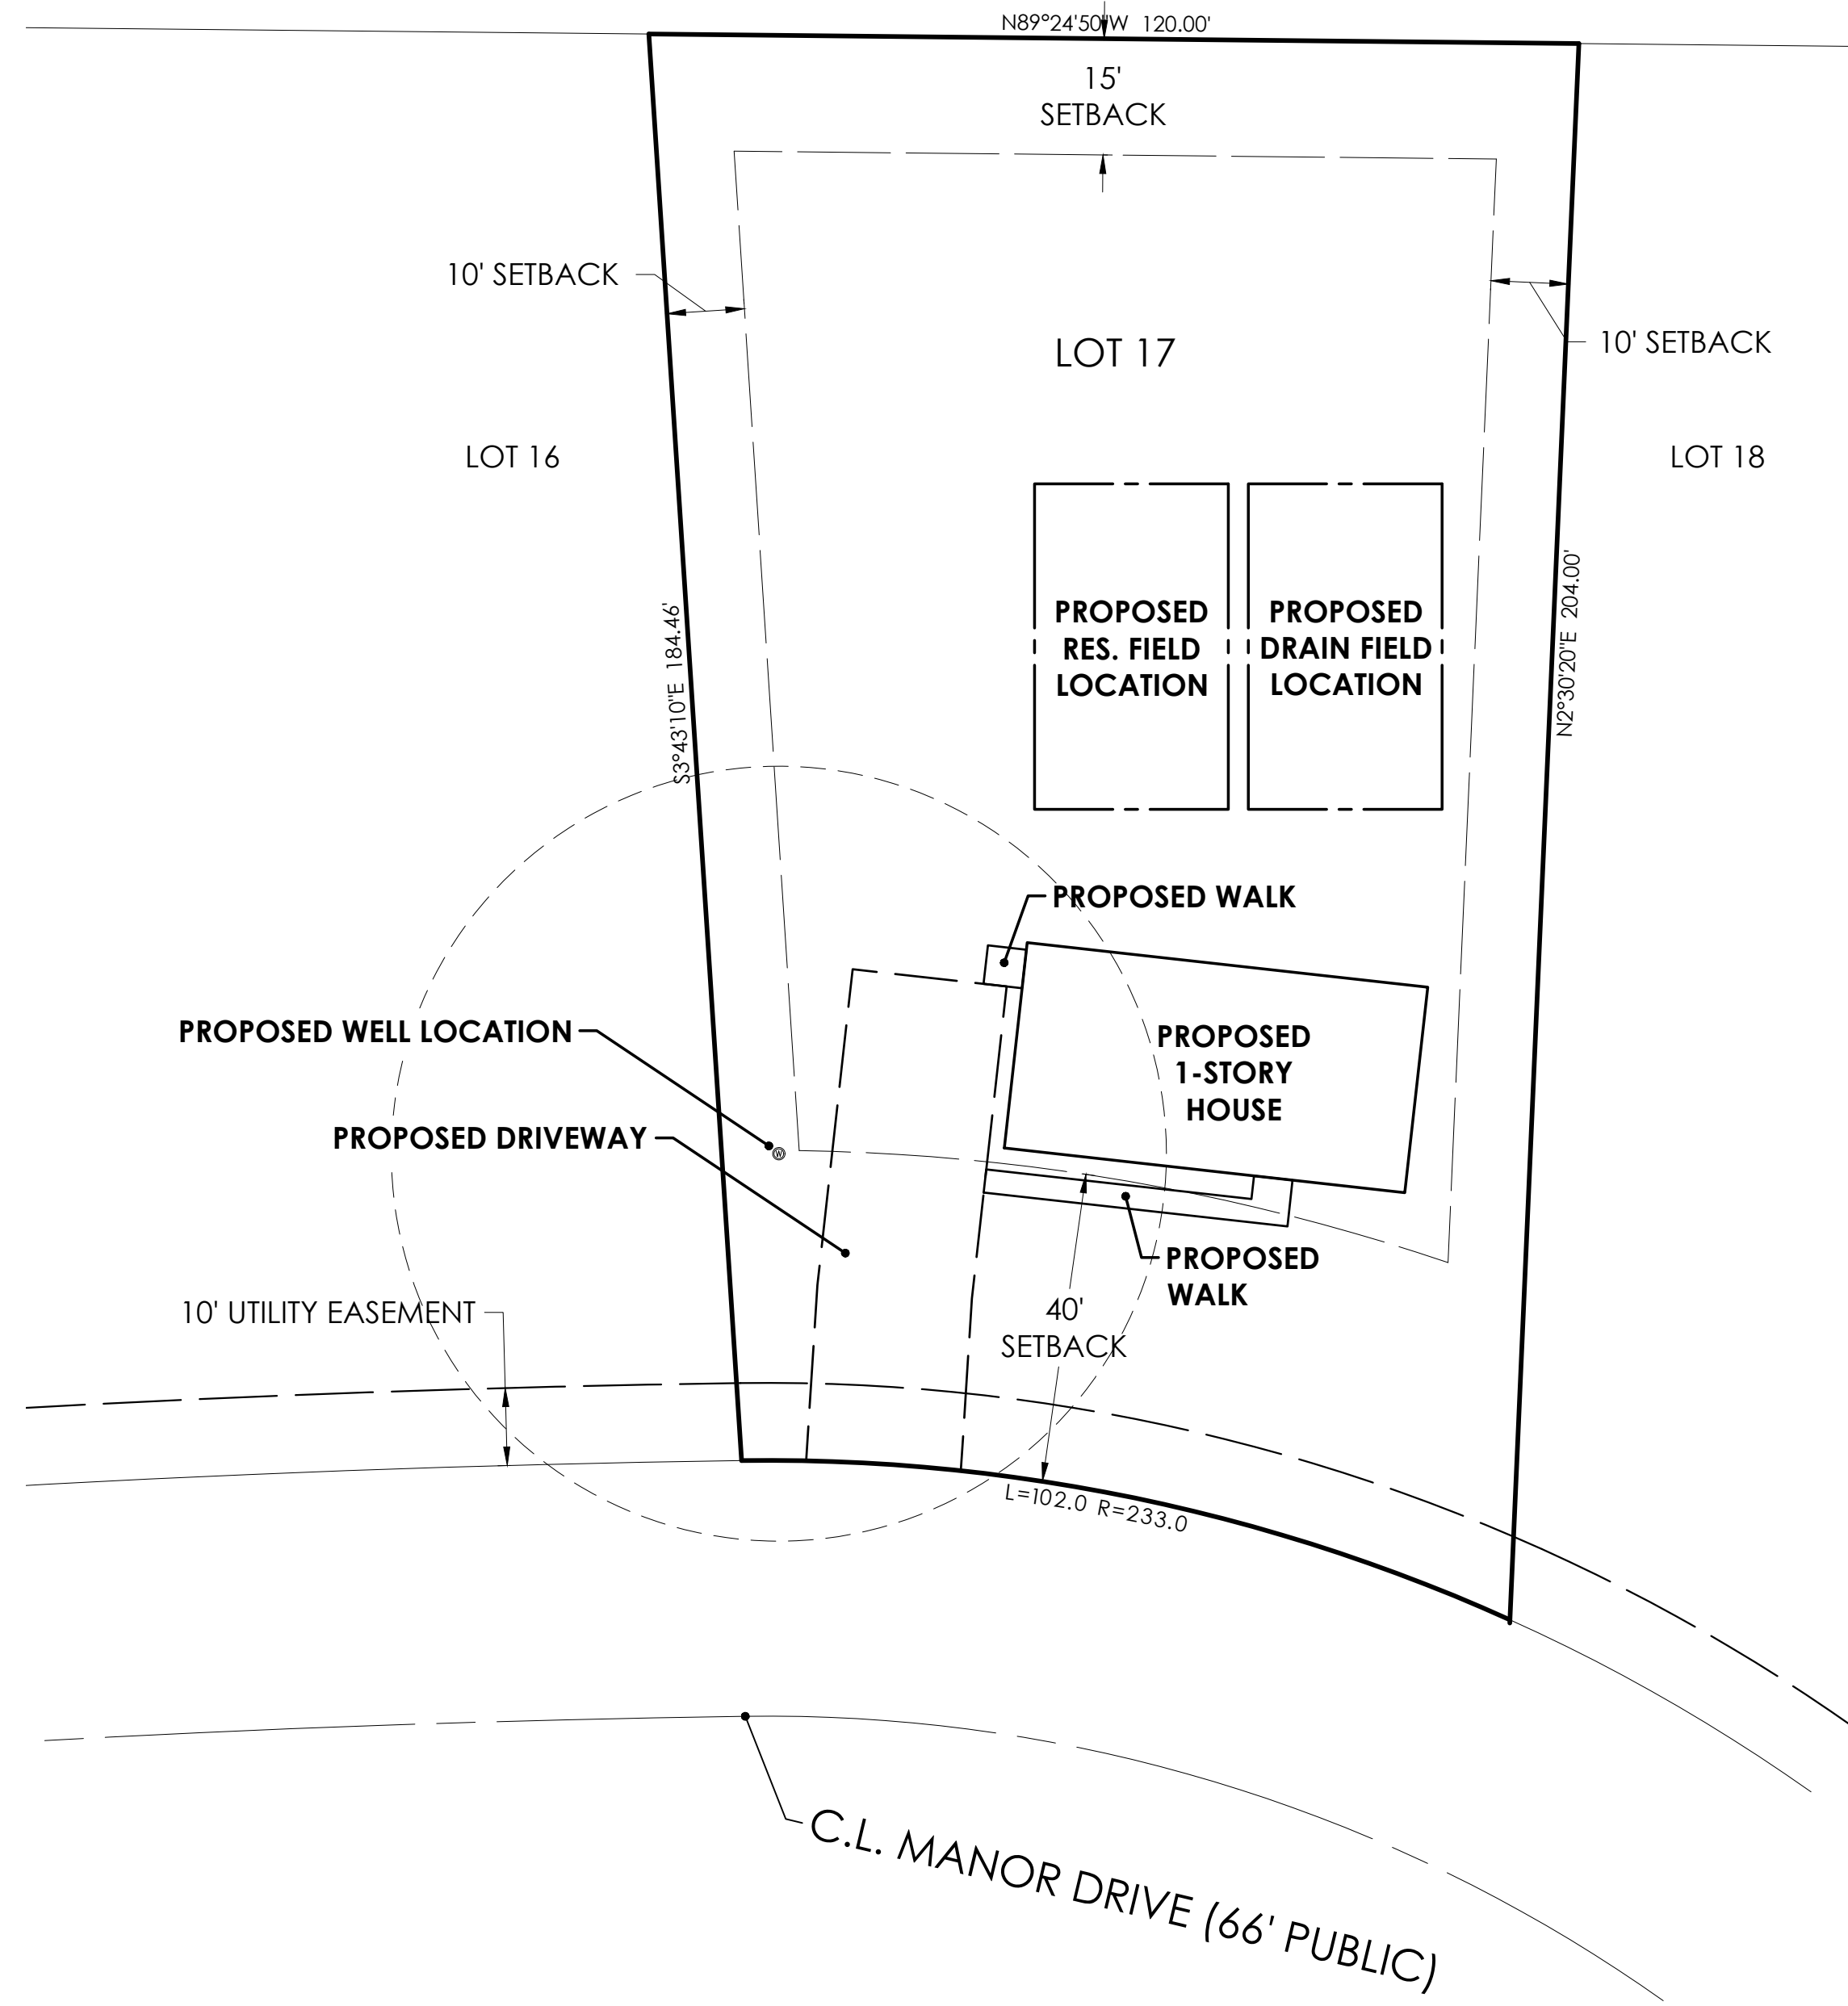 N89°24'50"W 120.00'
15'
SETBACK
10' SETBACK
10' SETBACK
LOT 17
LOT 16
LOT 18
S3°43'10"E 184.46'
N2°30'20"E 204.00'
PROPOSED
RES. FIELD
LOCATION
PROPOSED
DRAIN FIELD
LOCATION
PROPOSED WALK
PROPOSED WELL LOCATION
PROPOSED
1-STORY
HOUSE
PROPOSED DRIVEWAY
W
PROPOSED
WALK
10' UTILITY EASEMENT
40'
SETBACK
L=102.0 R=233.0
C.L. MANOR DRIVE (66' PUBLIC)